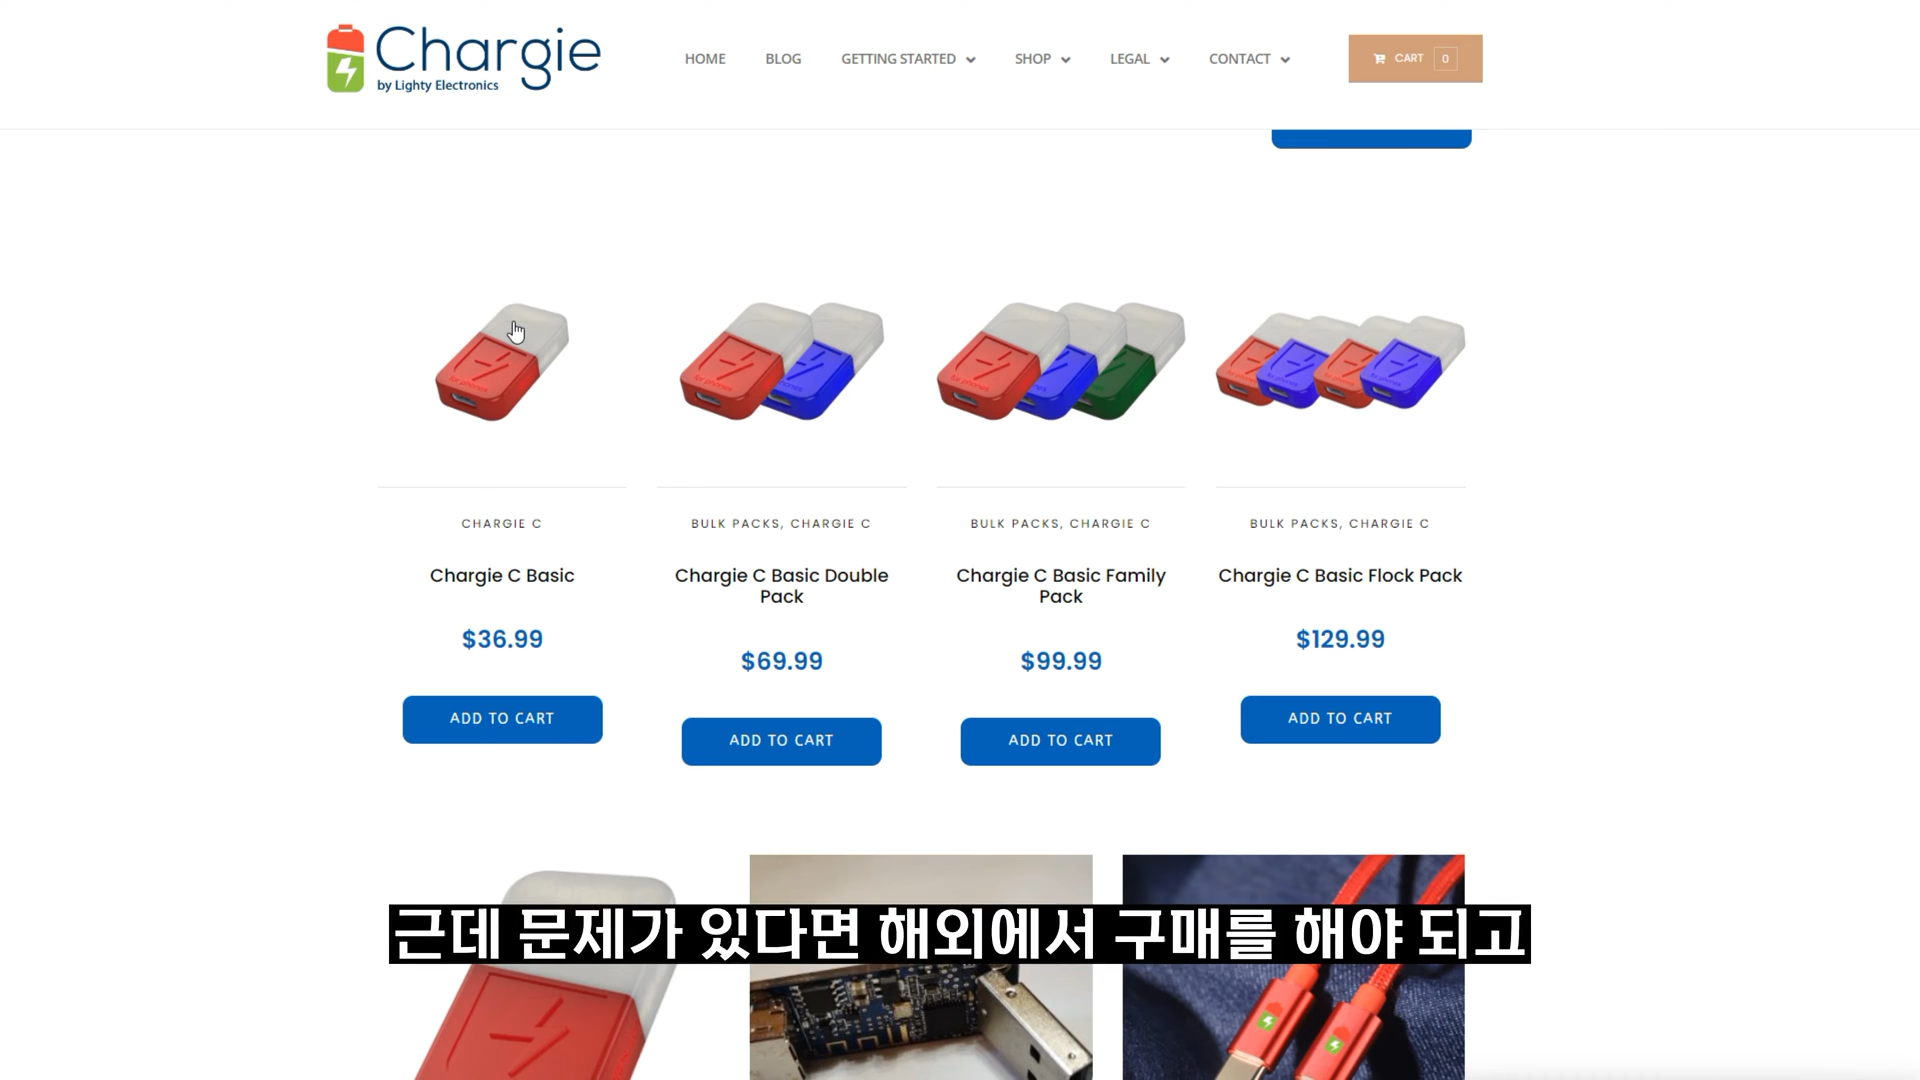 Chargie
by Lighty Electronics
HOME BLOG GETTING STARTED SHOP LEGAL CONTACT CART 0
CHARGIE C
Chargie C Basic
$36.99
ADD TO CART
BULK PACKS, CHARGIE C
Chargie C Basic Double
Pack
$69.99
ADD TO CART
BULK PACKS, CHARGIE C
Chargie C Basic Family
Pack
$99.99
ADD TO CART
BULK PACKS, CHARGIE C
Chargie C Basic Flock Pack
$129.99
ADD TO CART
근데 문제가 있다면 해외에서 구매를 해야 되고